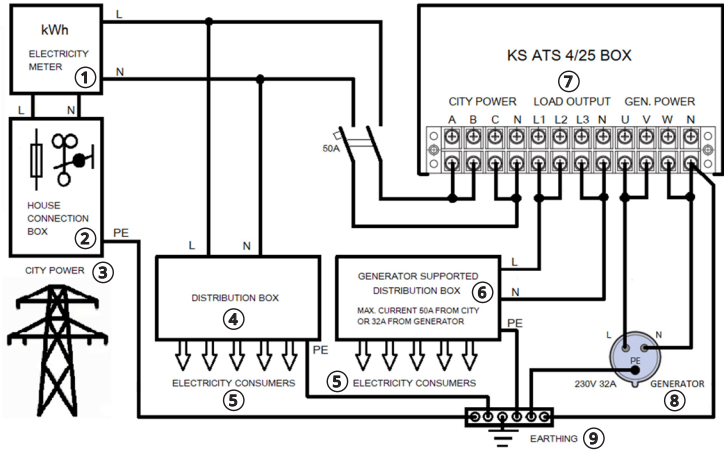 L
kWh
KS ATS 4/25 BOX
ELECTRICITY
METER
1
N
7
CITY POWER LOAD OUTPUT GEN. POWER
L N
A B C N L1 L2 L3 N U V W N
50A
HOUSE
CONNECTION
BOX
2
PE
L N
CITY POWER 3
L
GENERATOR SUPPORTED
DISTRIBUTION BOX
6
DISTRIBUTION BOX
N
MAX. CURRENT 50A FROM CITY
OR 32A FROM GENERATOR
4
PE
L N
PE
PE
ELECTRICITY CONSUMERS
5
5 ELECTRICITY CONSUMERS
230V 32A
GENERATOR
8
EARTHING 9